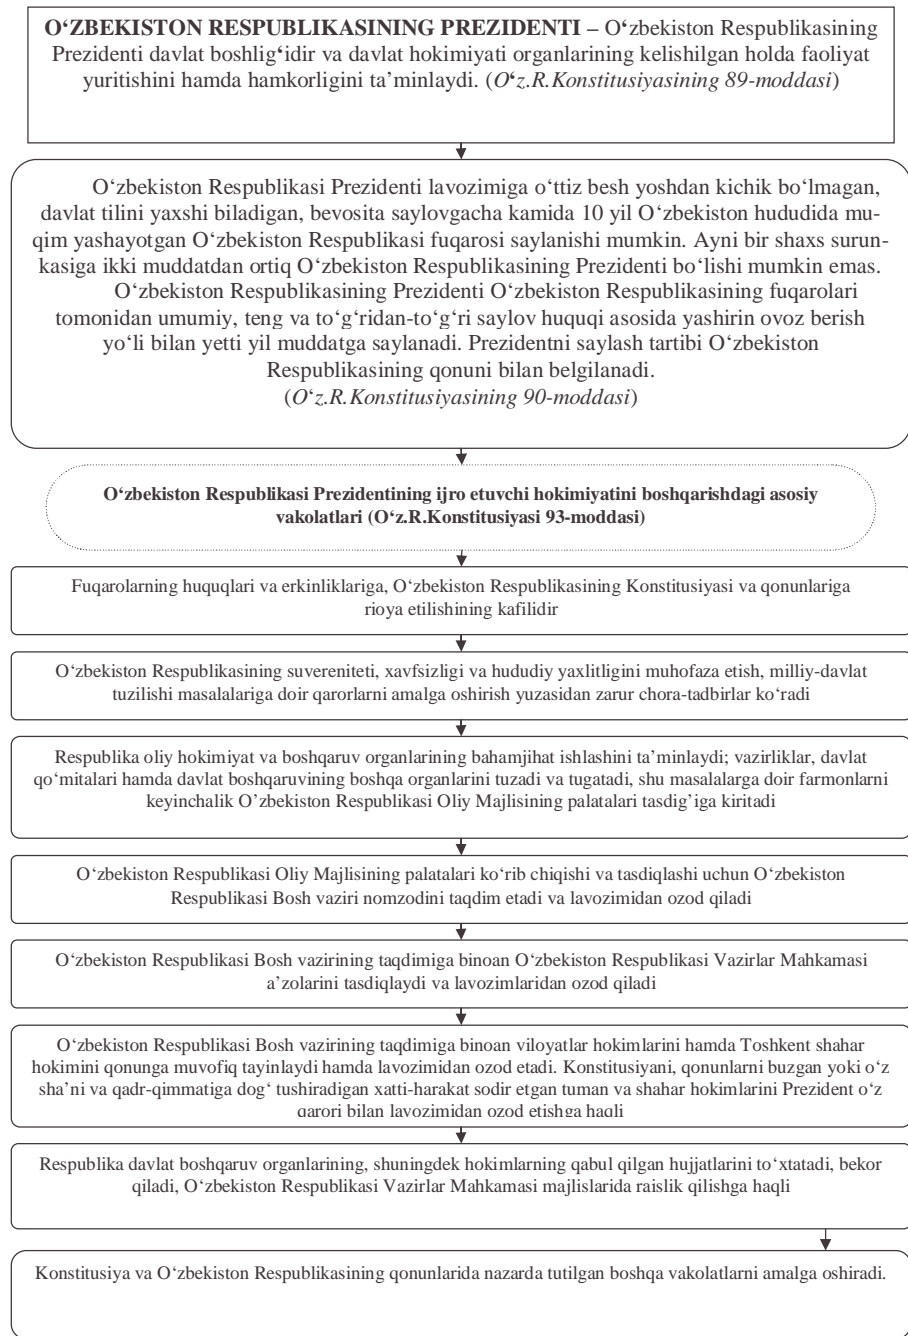 O‘ZBEKISTON RESPUBLIKASINING PREZIDENTI – O‘zbekiston Respublikasining
Prezidenti davlat boshlig‘idir va davlat hokimiyati organlarining kelishilgan holda faoliyat
yuritishini hamda hamkorligini ta’minlaydi. (O‘z.R.Konstitusiyasining 89-moddasi)
O‘zbekiston Respublikasi Prezidenti lavozimiga o‘ttiz besh yoshdan kichik bo‘lmagan,
davlat tilini yaxshi biladigan, bevosita saylovgacha kamida 10 yil O‘zbekiston hududida mu-
qim yashayotgan O‘zbekiston Respublikasi fuqarosi saylanishi mumkin. Ayni bir shaxs surun-
kasiga ikki muddatdan ortiq O‘zbekiston Respublikasining Prezidenti bo‘lishi mumkin emas.
O‘zbekiston Respublikasining Prezidenti O‘zbekiston Respublikasining fuqarolari
tomonidan umumiy, teng va to‘g‘ridan-to‘g‘ri saylov huquqi asosida yashirin ovoz berish
yo‘li bilan yetti yil muddatga saylanadi. Prezidentni saylash tartibi O‘zbekiston
Respublikasining qonuni bilan belgilanadi.
(O‘z.R.Konstitusiyasining 90-moddasi)
O‘zbekiston Respublikasi Prezidentining ijro etuvchi hokimiyatini boshqarishdagi asosiy
vakolatlari (O‘z.R.Konstitusiyasi 93-moddasi)
Fuqarolarning huquqlari va erkinliklariga, O‘zbekiston Respublikasining Konstitusiyasi va qonunlariga
rioya etilishining kafilidir
O‘zbekiston Respublikasining suvereniteti, xavfsizligi va hududiy yaxlitligini muhofaza etish, milliy-davlat
tuzilishi masalalariga doir qarorlarni amalga oshirish yuzasidan zarur chora-tadbirlar ko‘radi
Respublika oliy hokimiyat va boshqaruv organlarining bahamjihat ishlashini ta’minlaydi; vazirliklar, davlat
qo‘mitalari hamda davlat boshqaruvining boshqa organlarini tuzadi va tugatadi, shu masalalarga doir farmonlarni
keyinchalik O’zbekiston Respublikasi Oliy Majlisining palatalari tasdig’iga kiritadi
O‘zbekiston Respublikasi Oliy Majlisining palatalari ko‘rib chiqishi va tasdiqlashi uchun O‘zbekiston
Respublikasi Bosh vaziri nomzodini taqdim etadi va lavozimidan ozod qiladi
O‘zbekiston Respublikasi Bosh vazirining taqdimiga binoan O‘zbekiston Respublikasi Vazirlar Mahkamasi
a’zolarini tasdiqlaydi va lavozimlaridan ozod qiladi
O‘zbekiston Respublikasi Bosh vazirining taqdimiga binoan viloyatlar hokimlarini hamda Toshkent shahar
hokimini qonunga muvofiq tayinlaydi hamda lavozimidan ozod etadi. Konstitusiyani, qonunlarni buzgan yoki o‘z
sha’ni va qadr-qimmatiga dog‘ tushiradigan xatti-harakat sodir etgan tuman va shahar hokimlarini Prezident o‘z
qarori bilan lavozimidan ozod etishga haqli
Respublika davlat boshqaruv organlarining, shuningdek hokimlarning qabul qilgan hujjatlarini to‘xtatadi, bekor
qiladi, O‘zbekiston Respublikasi Vazirlar Mahkamasi majlislarida raislik qilishga haqli
Konstitusiya va O‘zbekiston Respublikasining qonunlarida nazarda tutilgan boshqa vakolatlarni amalga oshiradi.